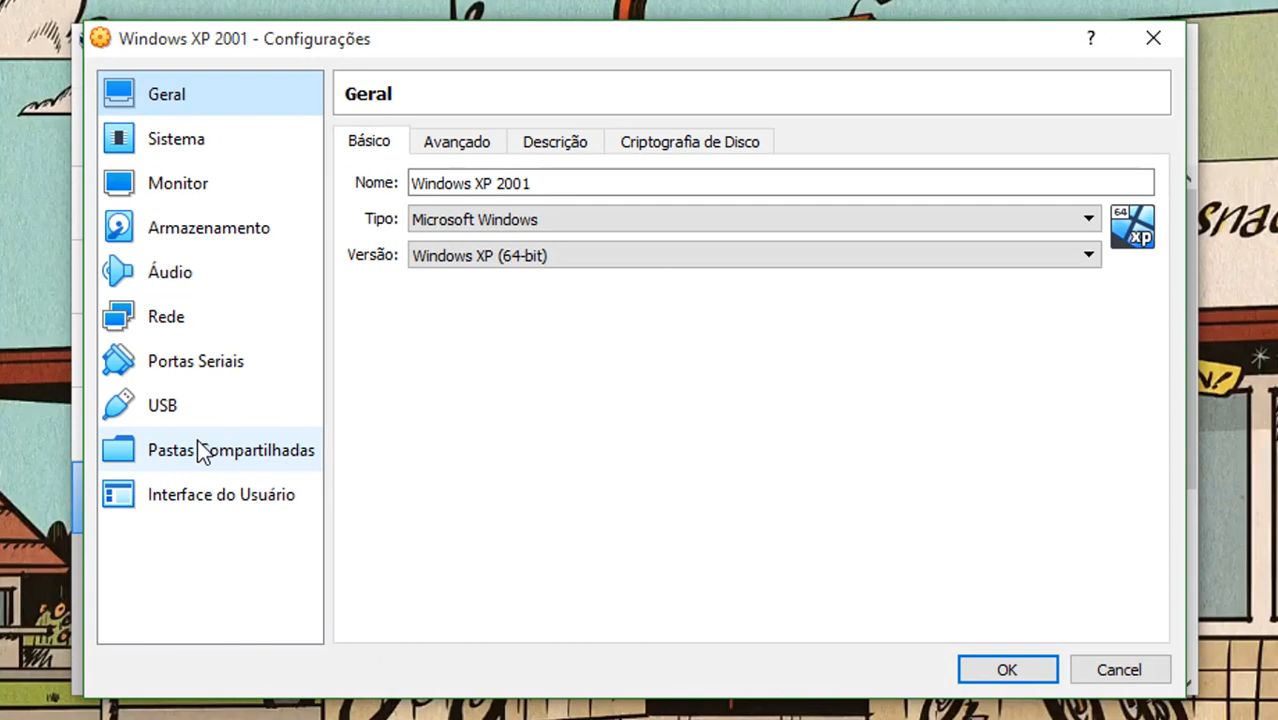 Windows XP 2001 - Configurações
?
Geral
Sistema
Monitor
Armazenamento
Áudio
Rede
Portas Seriais
USB
Pastas Compartilhadas
Interface do Usuário
Geral
Básico Avançado Descrição Criptografia de Disco
Nome: Windows XP 2001
Tipo: Microsoft Windows
64
xp
Versão: Windows XP (64-bit)
OK Cancel